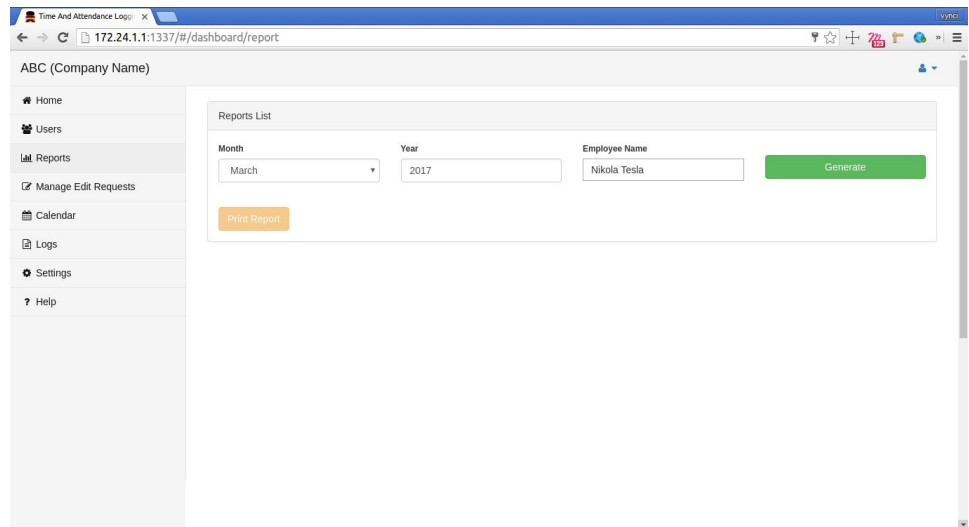 Time And Attendance Loggi
vynci
172.24.1.1:1337/#/dashboard/report
123
ABC (Company Name)
Home
Users
Reports
Manage Edit Requests
Calendar
Logs
Settings
? Help
Reports List
Month
Year
Employee Name
March
2017
Nikola Tesla
Generate
Print Report